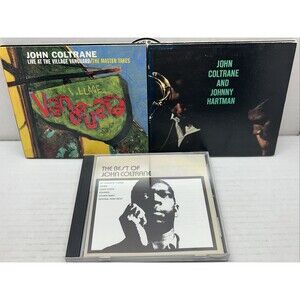 JOHN COLTRANE
LIVE AT THE VILLAGE VANGUARD/THE MASTER TAKES
VILLAGE
Vanguard
JOHN
COLTRANE
AND
JOHNNY
HARTMAN
THE BEST OF
JOHN COLTRANE